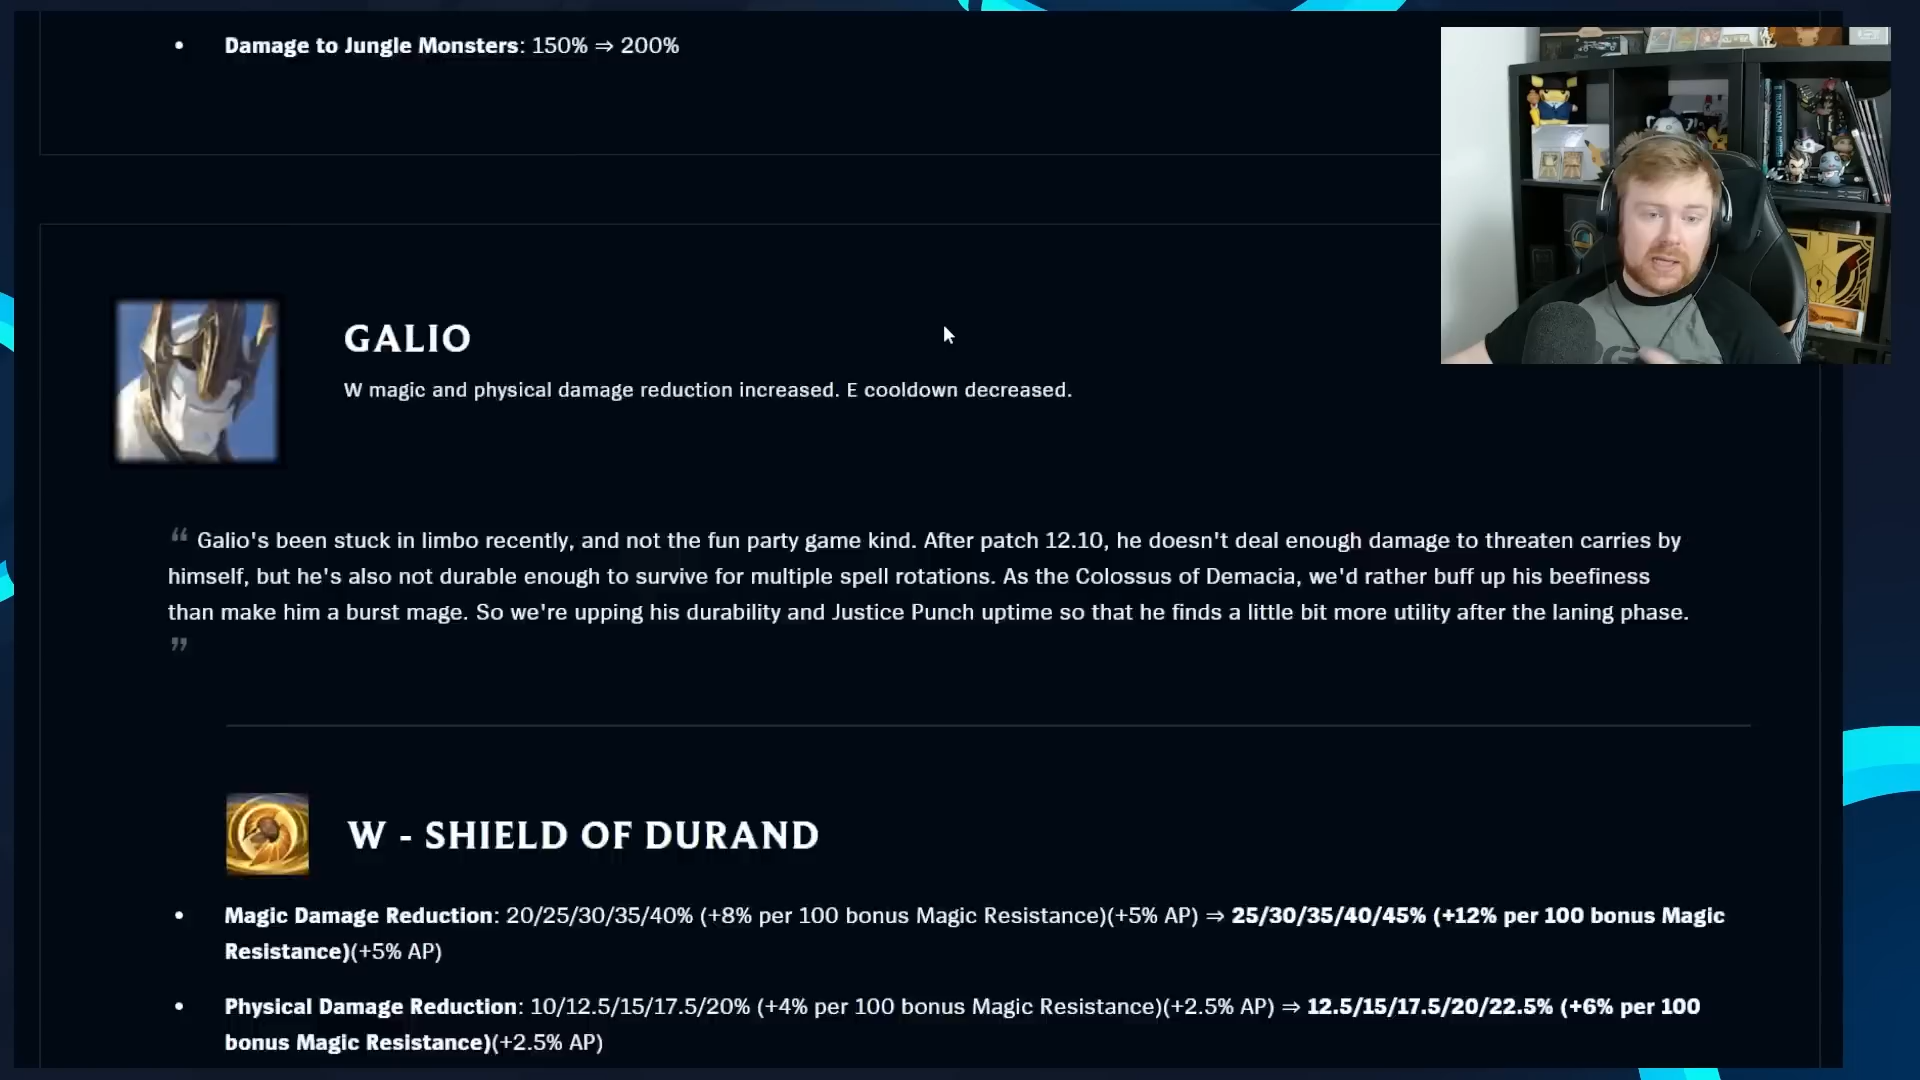 • Damage to Jungle Monsters: 150% ⇒ 200%
GALIO
W magic and physical damage reduction increased. E cooldown decreased.
“ Galio's been stuck in limbo recently, and not the fun party game kind. After patch 12.10, he doesn't deal enough damage to threaten carries by
himself, but he's also not durable enough to survive for multiple spell rotations. As the Colossus of Demacia, we'd rather buff up his beefiness
than make him a burst mage. So we're upping his durability and Justice Punch uptime so that he finds a little bit more utility after the laning phase.
”
W - SHIELD OF DURAND
• Magic Damage Reduction: 20/25/30/35/40% (+8% per 100 bonus Magic Resistance)(+5% AP) ⇒ 25/30/35/40/45% (+12% per 100 bonus Magic
Resistance)(+5% AP)
• Physical Damage Reduction: 10/12.5/15/17.5/20% (+4% per 100 bonus Magic Resistance)(+2.5% AP) ⇒ 12.5/15/17.5/20/22.5% (+6% per 100
bonus Magic Resistance)(+2.5% AP)